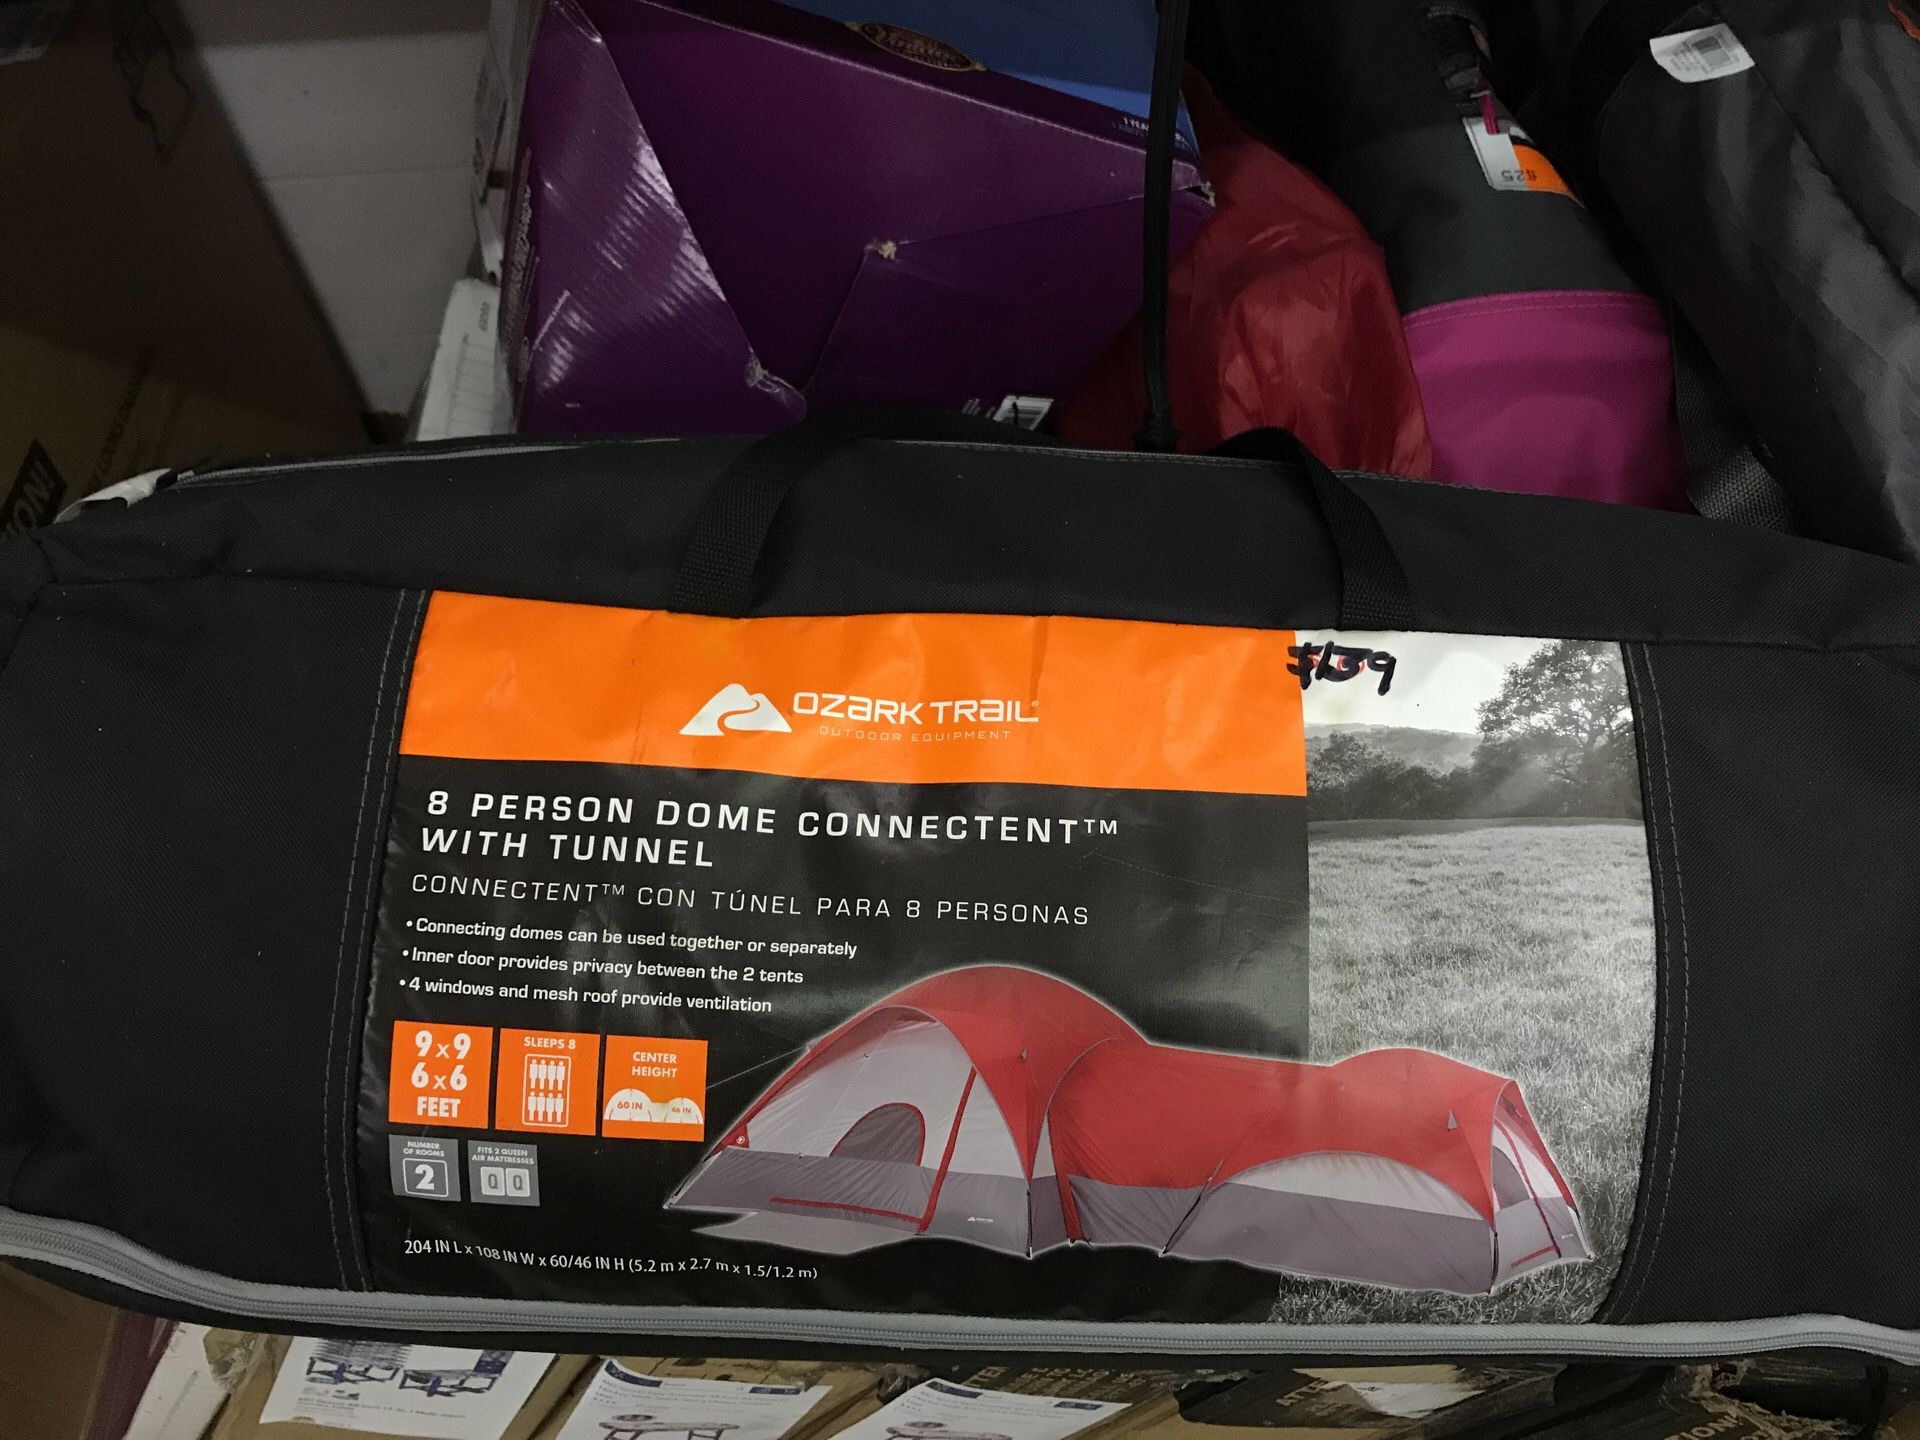 #25
$139
OZARK TRAIL
OUTDOOR EQUIPMENT
8 PERSON DOME CONNECTENT™
WITH TUNNEL
CONNECTENT™ CON TÚNEL PARA 8 PERSONAS
• Connecting domes can be used together or separately
• Inner door provides privacy between the 2 tents
• 4 windows and mesh roof provide ventilation
9x9
6x6
FEET
SLEEPS 8
CENTER
HEIGHT
60 IN
46 IN
NUMBER
OF ROOMS
2
FITS 2 QUEEN
AIR MATTRESSES
Q Q
204 IN L x 108 IN W x 60/46 IN H (5.2 m x 2.7 m x 1.5/1.2 m)